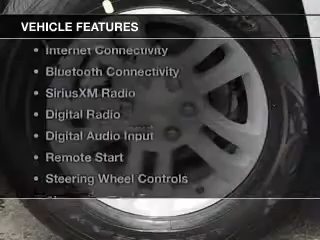 VEHICLE FEATURES
• Internet Connectivity
• Bluetooth Connectivity
• SiriusXM Radio
• Digital Radio
• Digital Audio Input
• Remote Start
• Steering Wheel Controls